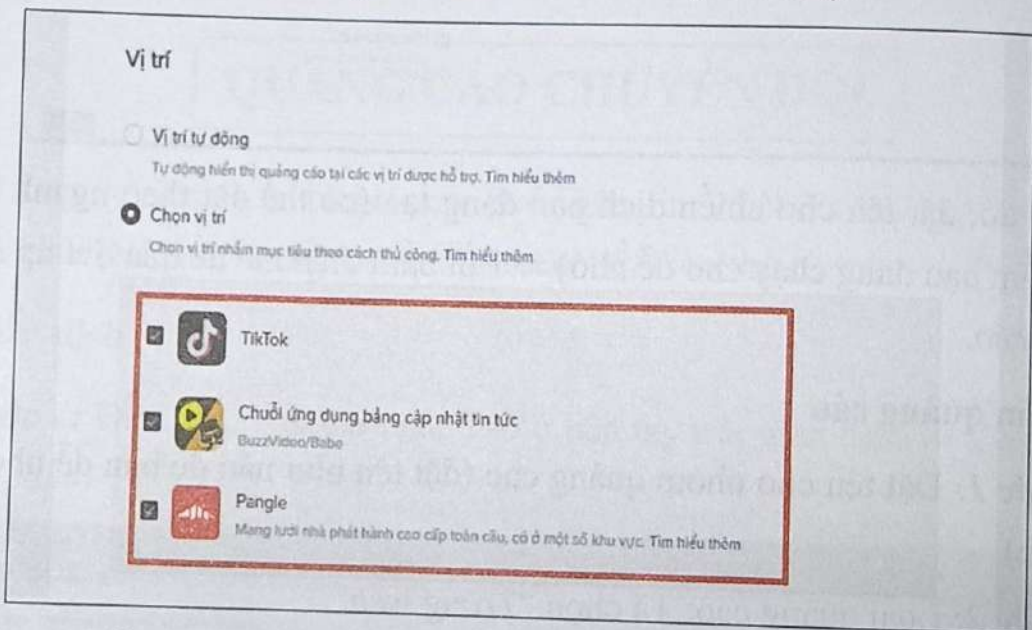 Vị trí
Vị trí tự động
Tự động hiển thị quảng cáo tại các vị trí được hỗ trợ. Tìm hiểu thêm
Chọn vị trí
Chọn vị trí nhắm mục tiêu theo cách thủ công. Tìm hiểu thêm
TikTok
Chuỗi ứng dụng bảng cập nhật tin tức
BuzzVideo/Babe
Pangle
Mạng lưới nhà phát hành cao cấp toàn cầu, có ở một số khu vực. Tìm hiểu thêm